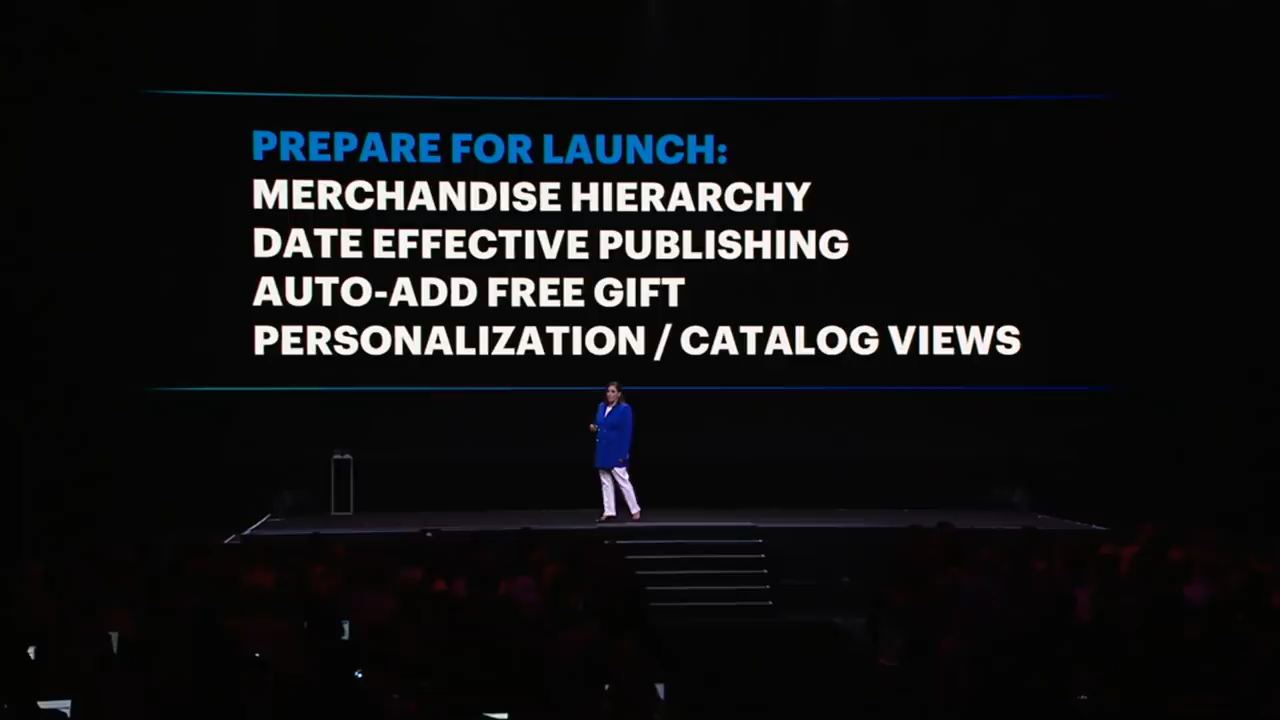 PREPARE FOR LAUNCH:
MERCHANDISE HIERARCHY
DATE EFFECTIVE PUBLISHING
AUTO-ADD FREE GIFT
PERSONALIZATION / CATALOG VIEWS